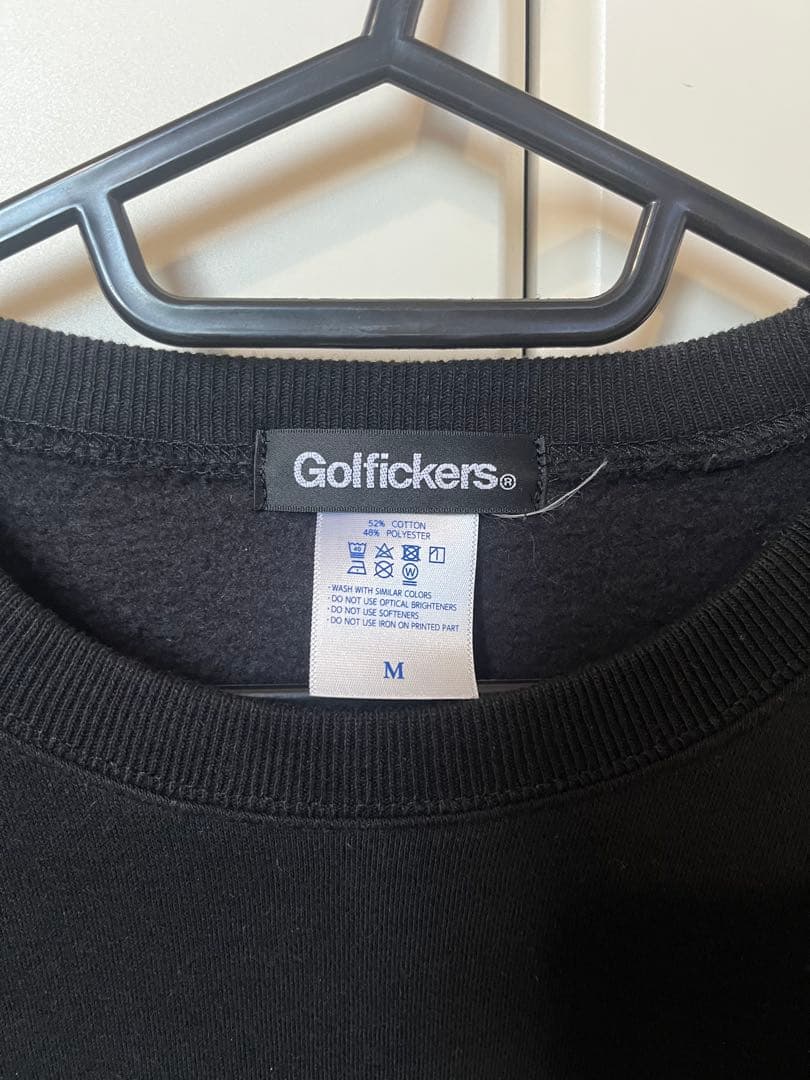 Golfickers®
52% COTTON
48% POLYESTER
40
W
· WASH WITH SIMILAR COLORS
· DO NOT USE OPTICAL BRIGHTENERS
· DO NOT USE SOFTENERS
· DO NOT USE IRON ON PRINTED PART
M